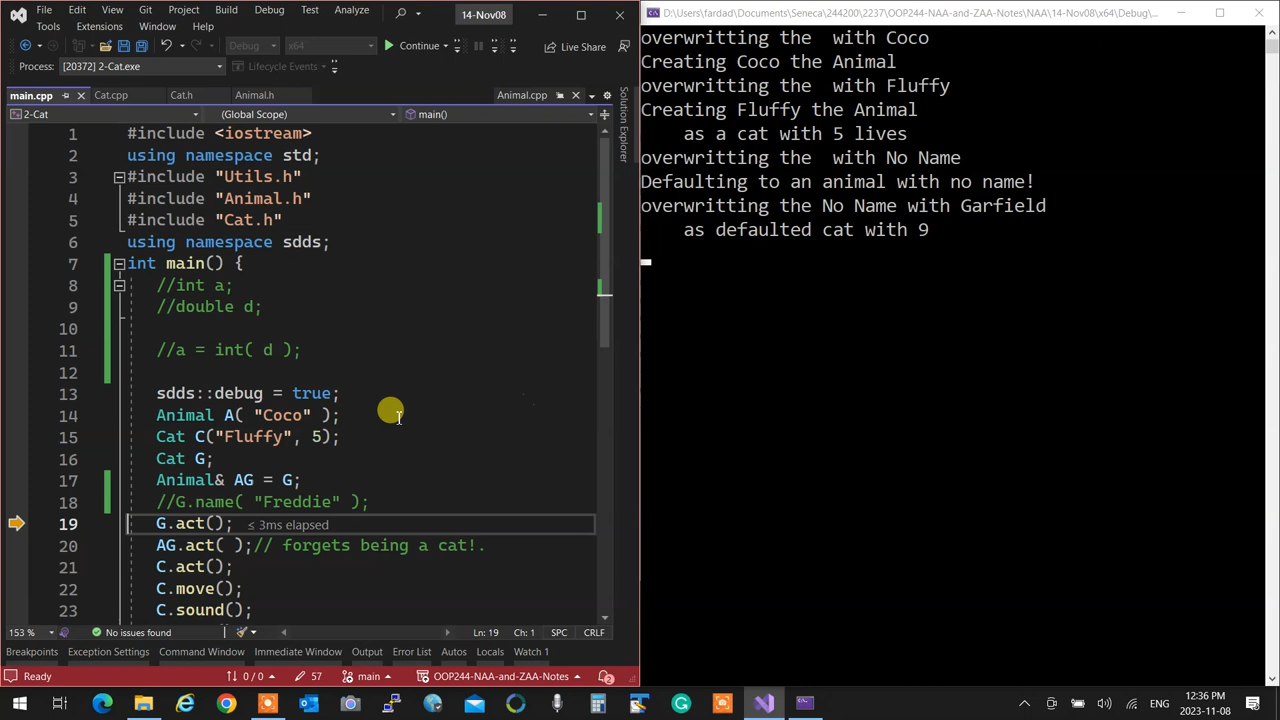 File Edit View Git Project Build Debug Test Analyze
14-Nov08
Tools Extensions Window Help
Debug x64 Continue Live Share
Process: [20372] 2-Cat.exe Lifecycle Events
main.cpp Cat.cpp Cat.h Animal.h Animal.cpp
2-Cat (Global Scope) main()
1 #include <iostream>
2 using namespace std;
3 #include "Utils.h"
4 #include "Animal.h"
5 #include "Cat.h"
6 using namespace sdds;
7 int main() {
8 //int a;
9 //double d;
10
11 //a = int( d );
12
13 sdds::debug = true;
14 Animal A( "Coco" );
15 Cat C("Fluffy", 5);
16 Cat G;
17 Animal& AG = G;
18 //G.name( "Freddie" );
19 G.act(); ≤ 3ms elapsed
20 AG.act( );// forgets being a cat!.
21 C.act();
22 C.move();
23 C.sound();
153 % No issues found Ln: 19 Ch: 1 SPC CRLF
Breakpoints Exception Settings Command Window Immediate Window Output Error List Autos Locals Watch 1
Ready 0 / 0 57 main OOP244-NAA-and-ZAA-Notes 2
Solution Explorer
D:\Users\fardad\Documents\Seneca\244200\2237\OOP244-NAA-and-ZAA-Notes\NAA\14-Nov08\x64\Debug\...
overwritting the  with Coco
Creating Coco the Animal
overwritting the  with Fluffy
Creating Fluffy the Animal
as a cat with 5 lives
overwritting the  with No Name
Defaulting to an animal with no name!
overwritting the No Name with Garfield
as defaulted cat with 9
ENG 12:36 PM
2023-11-08